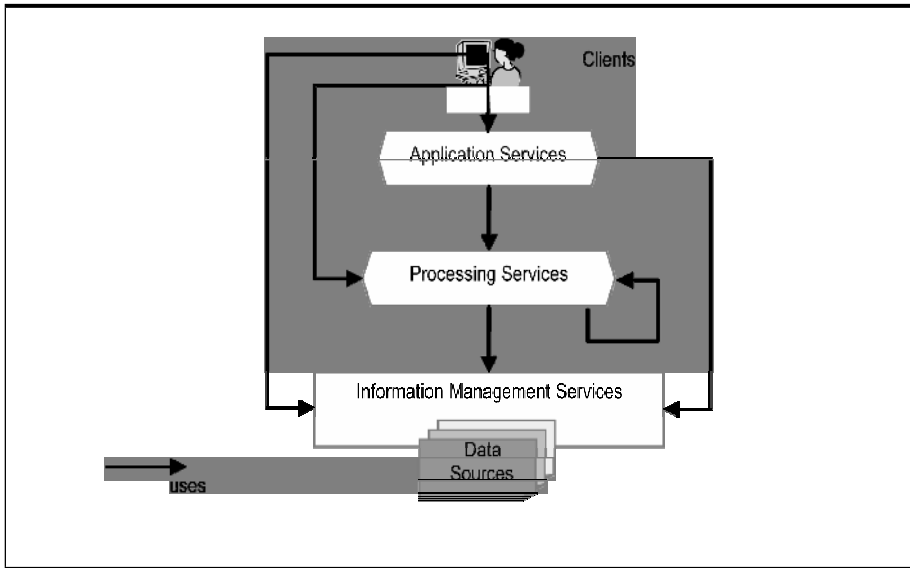 Clients
Application Services
Processing Services
Information Management Services
Data
Sources
uses